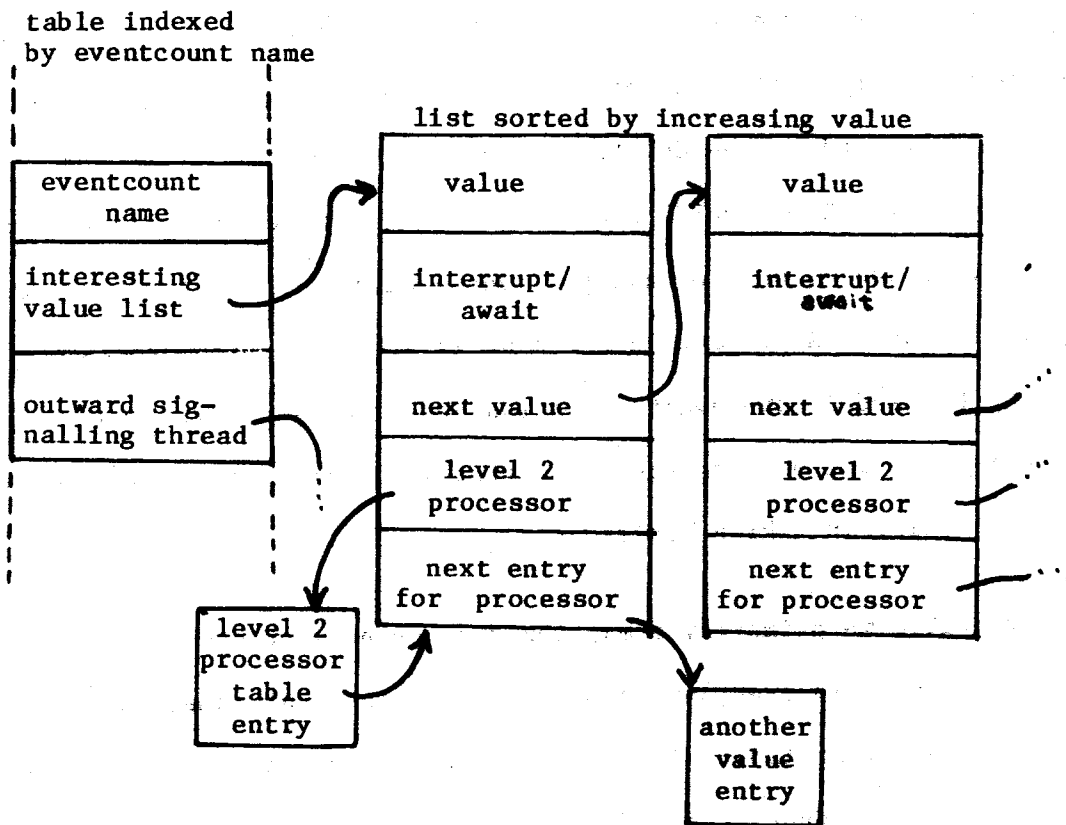 table indexed
by eventcount name
list sorted by increasing value
eventcount
name
interesting
value list
outward sig-
nalling thread
value
interrupt/
await
next value
level 2
processor
next entry
for processor
value
interrupt/
await
next value
level 2
processor
next entry
for processor
level 2
processor
table
entry
another
value
entry